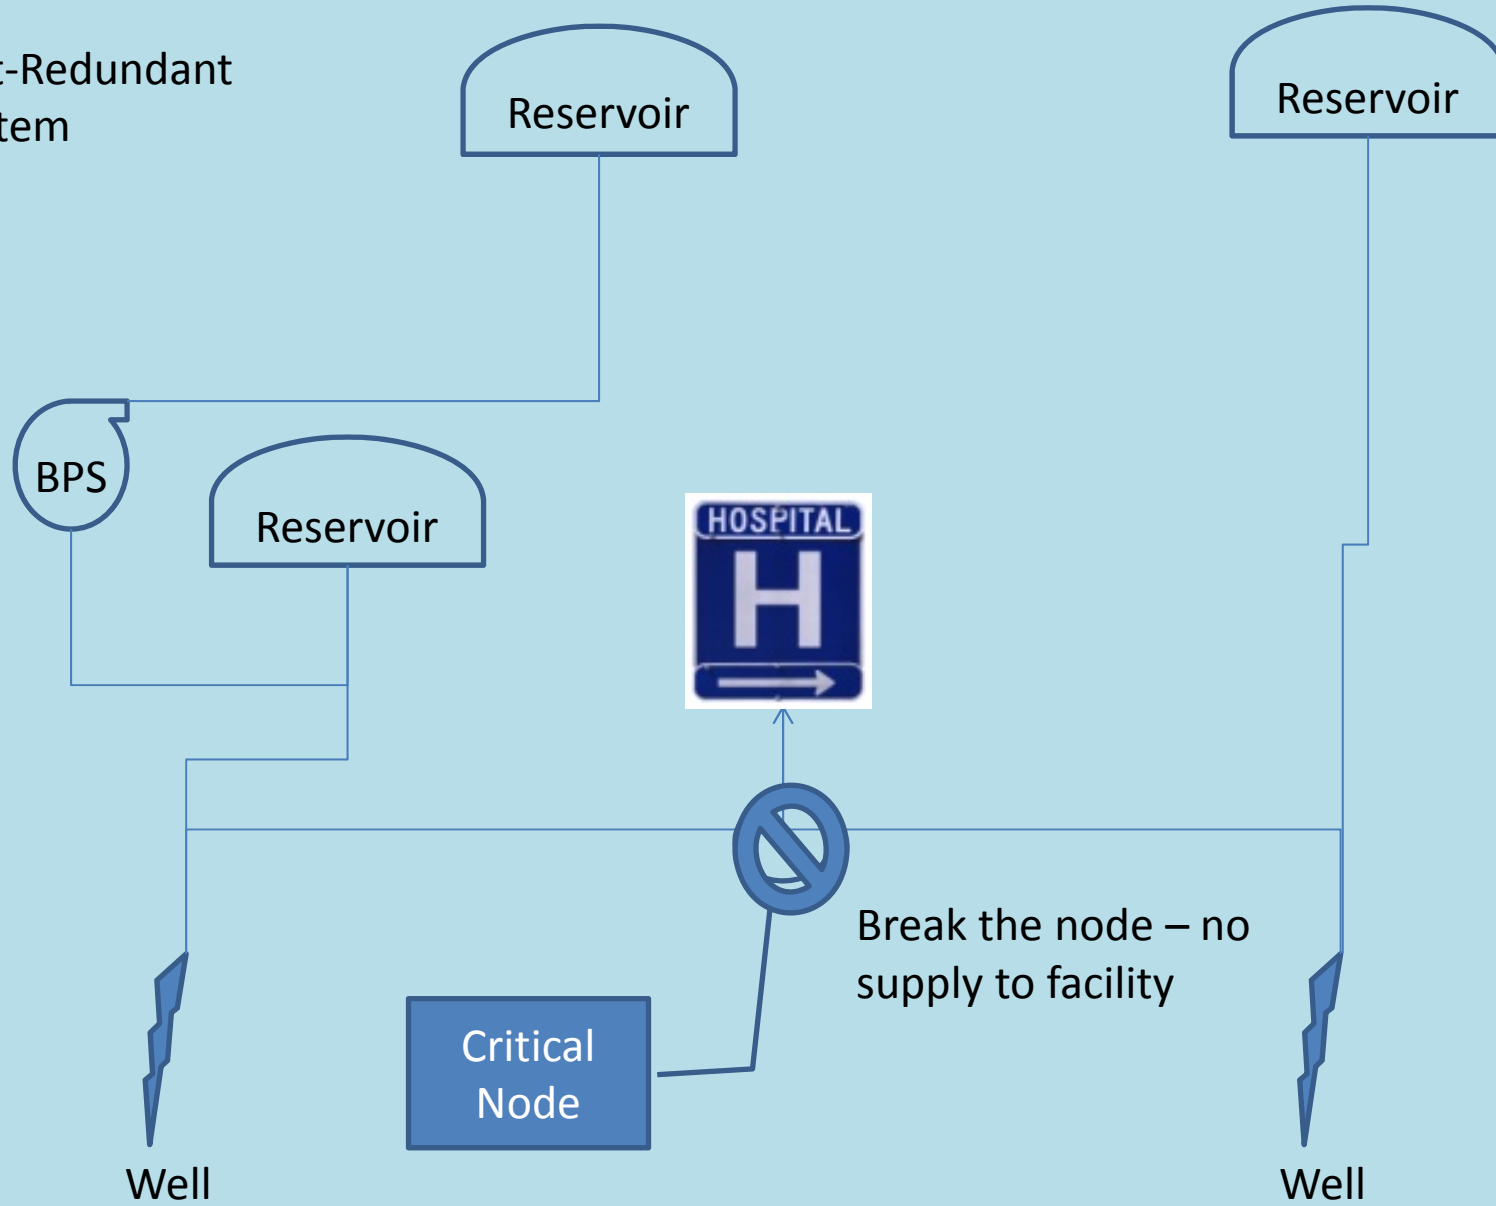 t-Redundant
tem
Reservoir
Reservoir
BPS
Reservoir
HOSPITAL
H
Break the node – no
supply to facility
Critical
Node
Well
Well